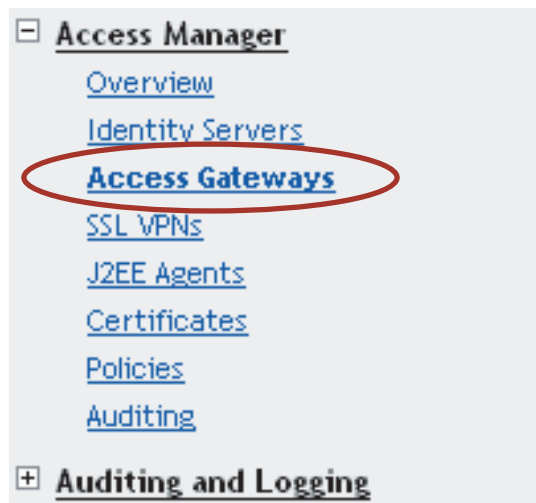 Access Manager
Overview
Identity Servers
Access Gateways
SSL VPNs
J2EE Agents
Certificates
Policies
Auditing
Auditing and Logging